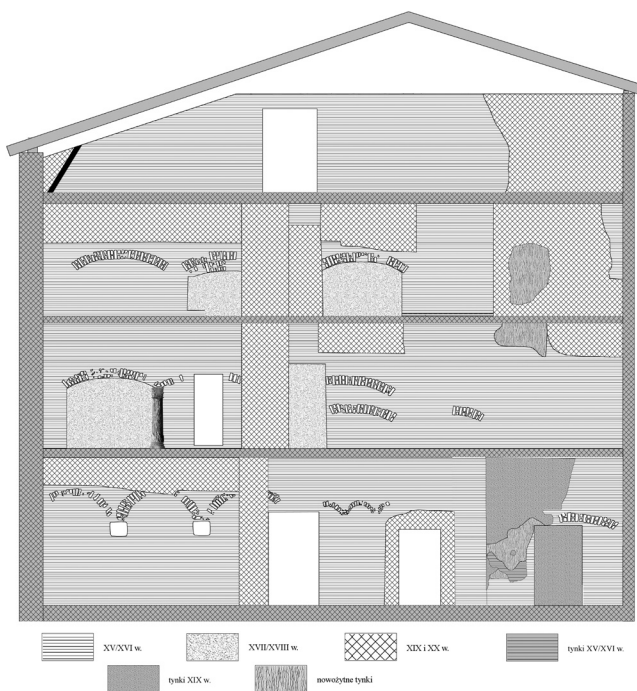 XV/XVI w.
XVII/XVIII w.
XIX i XX w.
tynki XV/XVI w.
tynki XIX w.
nowożytne tynki